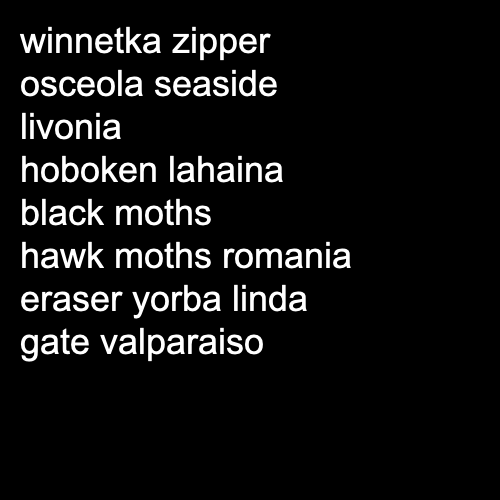 winnetka zipper
osceola seaside
livonia
hoboken lahaina
black moths
hawk moths romania
eraser yorba linda
gate valparaiso